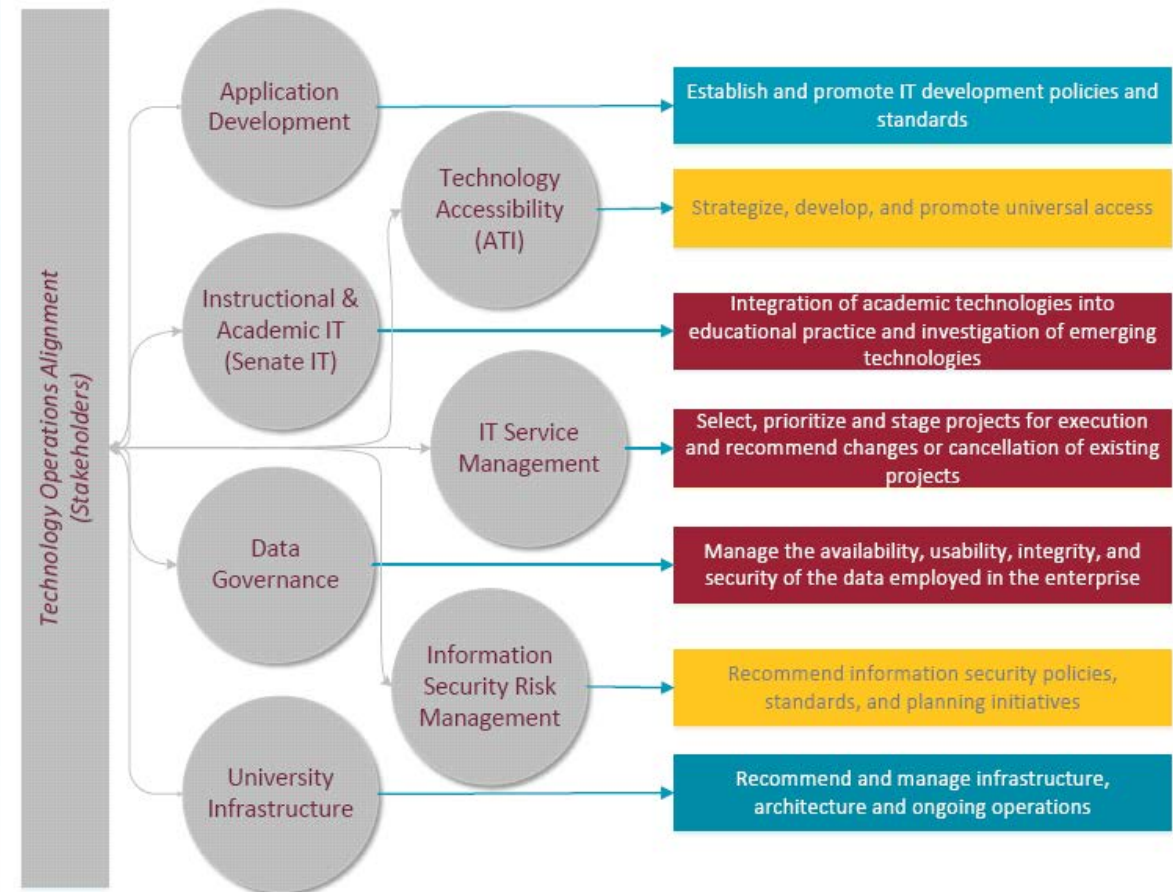 Technology Operations Alignment
(Stakeholders)
Application
Development
Establish and promote IT development policies and
standards
Technology
Accessibility
(ATI)
Strategize, develop, and promote universal access
Instructional &
Academic IT
(Senate IT)
Integration of academic technologies into
educational practice and investigation of emerging
technologies
IT Service
Management
Select, prioritize and stage projects for execution
and recommend changes or cancellation of existing
projects
Data
Governance
Manage the availability, usability, integrity, and
security of the data employed in the enterprise
Information
Security Risk
Management
Recommend information security policies,
standards, and planning initiatives
University
Infrastructure
Recommend and manage infrastructure,
architecture and ongoing operations